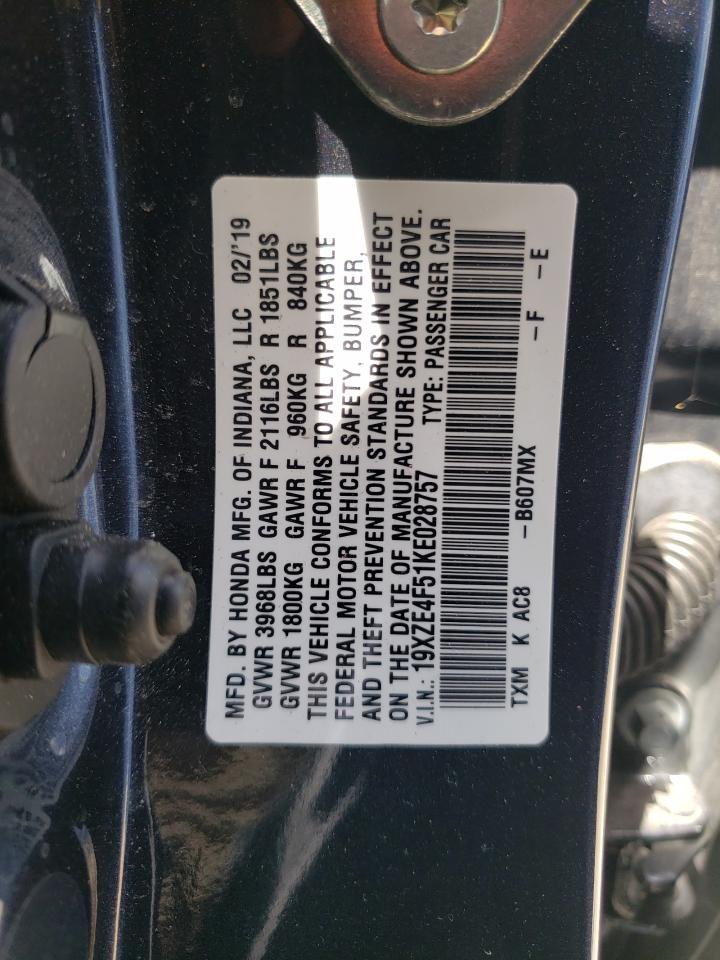 MFD. BY HONDA MFG. OF INDIANA, LLC 02/'19
GVWR 3968LBS GAWR F 2116LBS R 1851LBS
GVWR 1800KG GAWR F 960KG R 840KG
THIS VEHICLE CONFORMS TO ALL APPLICABLE
FEDERAL MOTOR VEHICLE SAFETY, BUMPER,
AND THEFT PREVENTION STANDARDS IN EFFECT
ON THE DATE OF MANUFACTURE SHOWN ABOVE.
V.I.N.: 19XZE4F51KE028757 TYPE: PASSENGER CAR
TXM K AC8 - B607MX - F - E